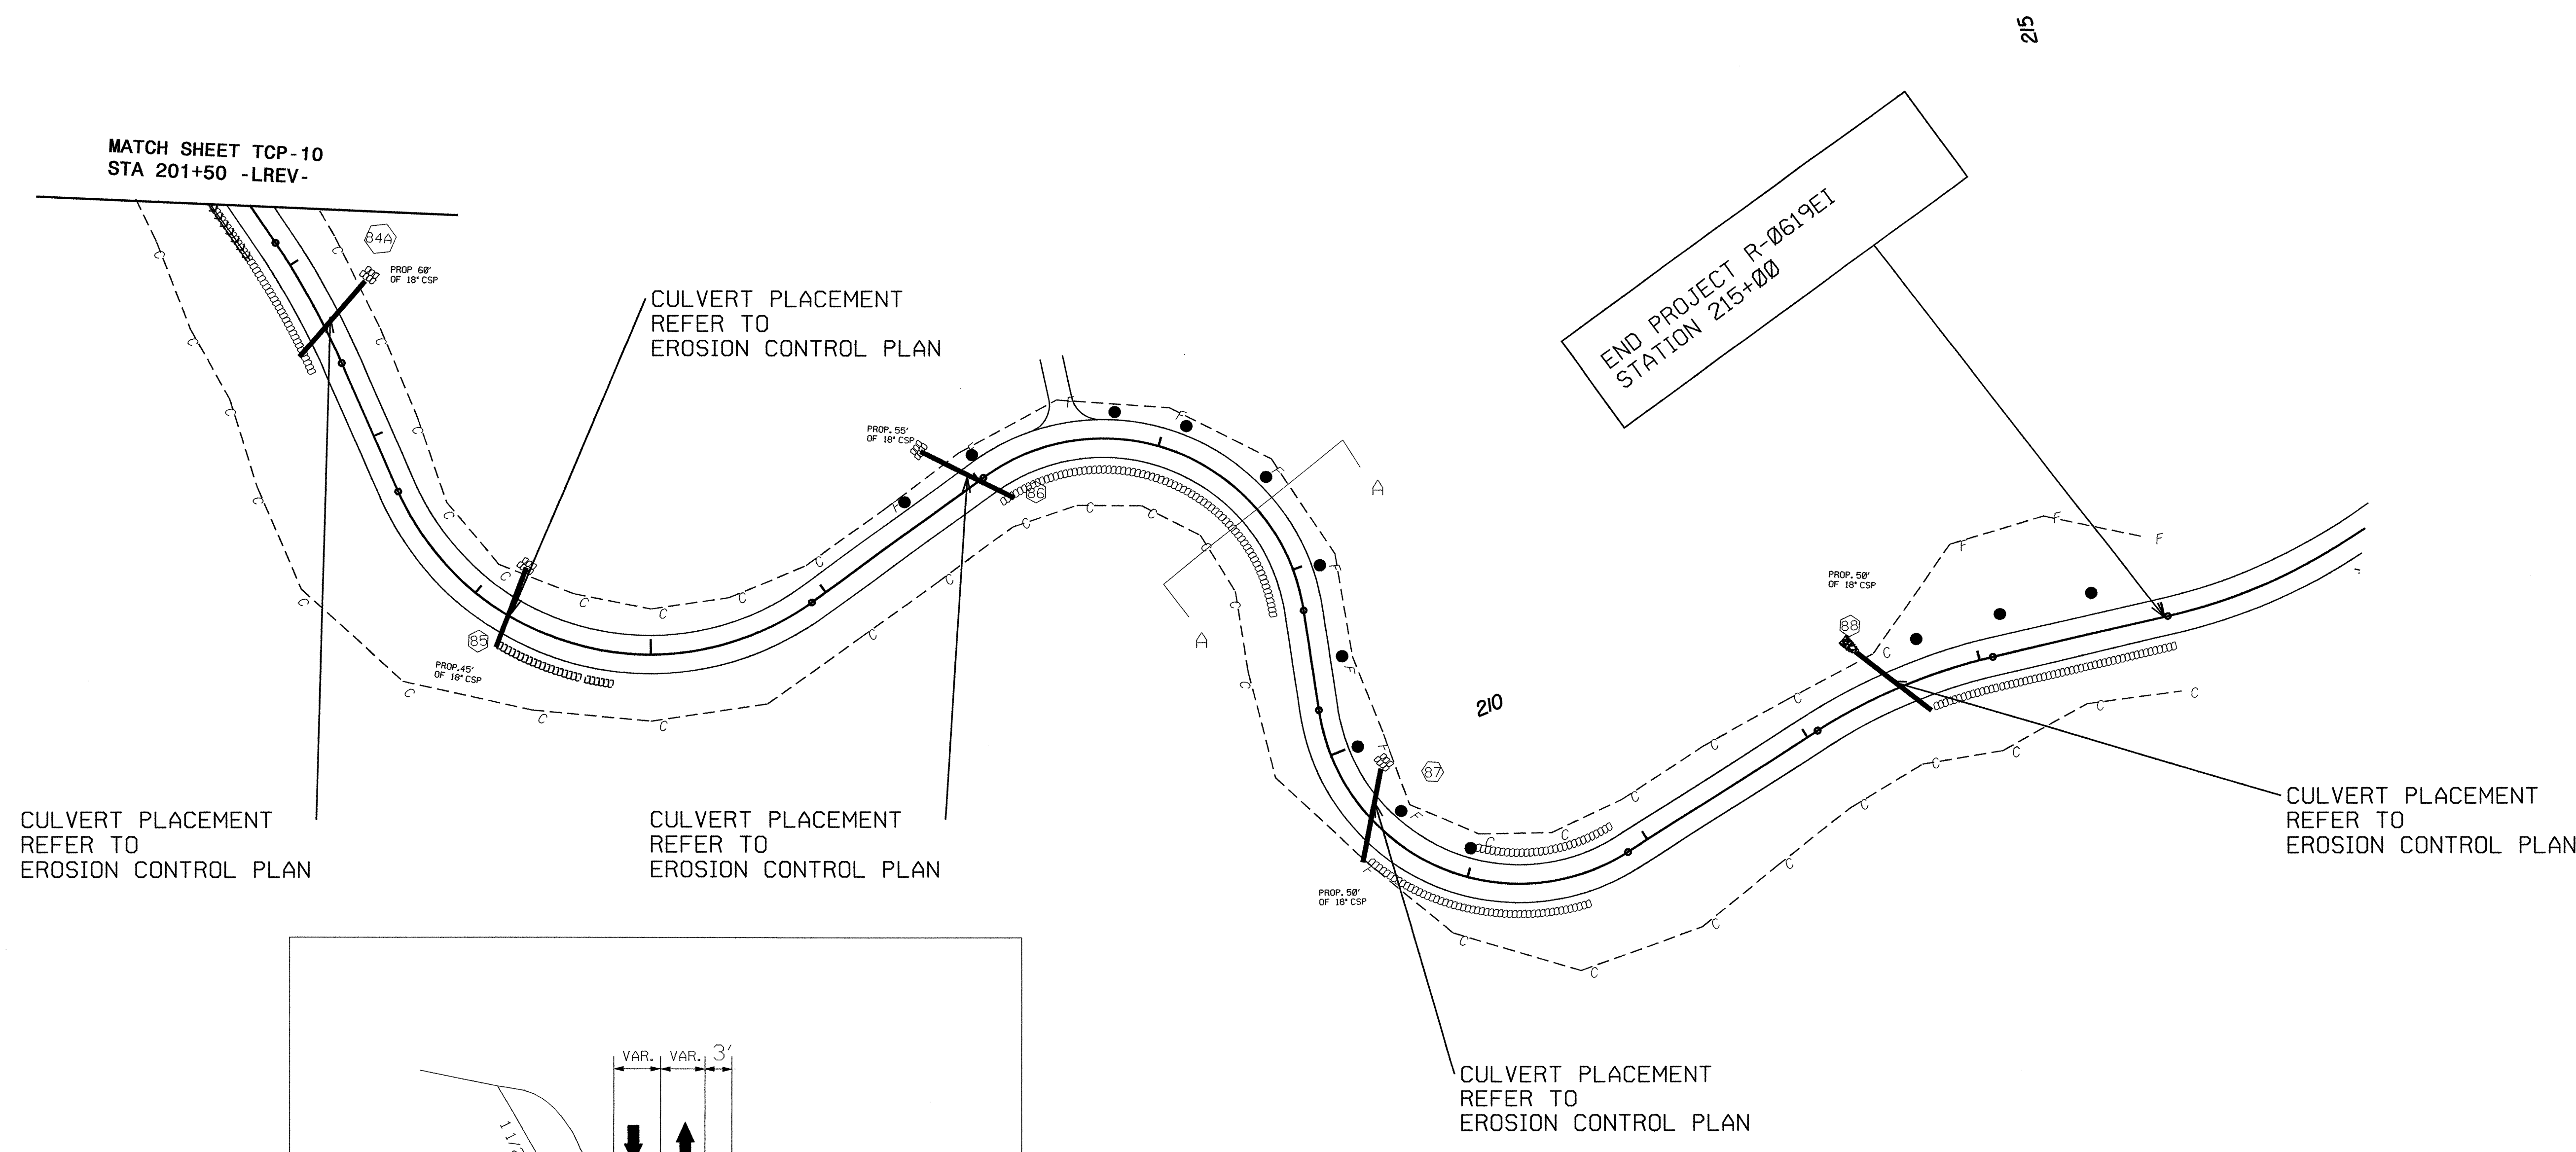 215
MATCH SHEET TCP-10
STA 201+50 -LREV-
84A
PROP 60'
OF 18" CSP
CULVERT PLACEMENT
REFER TO
EROSION CONTROL PLAN
END PROJECT R-Ø619EI
STATION 215+ØØ
PROP. 55'
OF 18" CSP
86
A
A
85
PROP. 45'
OF 18" CSP
PROP. 50'
OF 18" CSP
88
210
87
CULVERT PLACEMENT
REFER TO
EROSION CONTROL PLAN
CULVERT PLACEMENT
REFER TO
EROSION CONTROL PLAN
CULVERT PLACEMENT
REFER TO
EROSION CONTROL PLAN
PROP. 50'
OF 18" CSP
CULVERT PLACEMENT
REFER TO
EROSION CONTROL PLAN
VAR. VAR. 3'